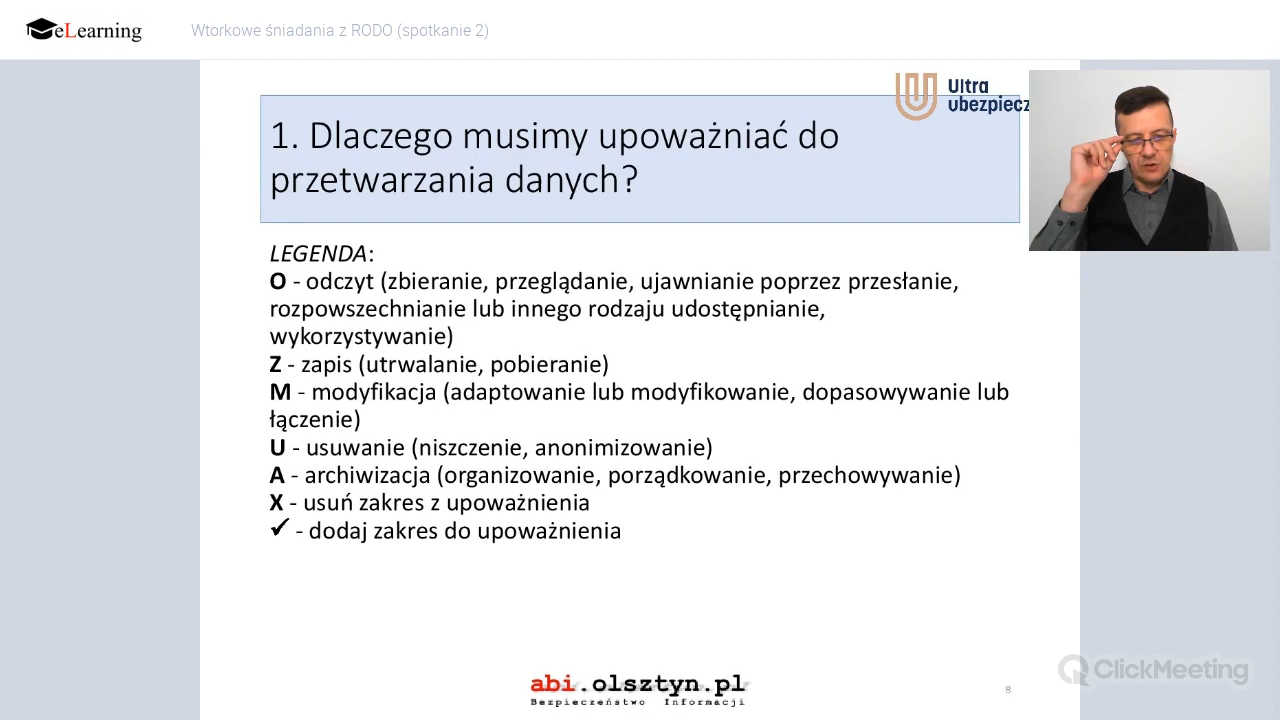 eLearning
Wtorkowe śniadania z RODO (spotkanie 2)
Ultra
ubezpiecz
1. Dlaczego musimy upoważniać do
przetwarzania danych?
LEGENDA:
O - odczyt (zbieranie, przeglądanie, ujawnianie poprzez przesłanie,
rozpowszechnianie lub innego rodzaju udostępnianie,
wykorzystywanie)
Z - zapis (utrwalanie, pobieranie)
M - modyfikacja (adaptowanie lub modyfikowanie, dopasowywanie lub
łączenie)
U - usuwanie (niszczenie, anonimizowanie)
A - archiwizacja (organizowanie, porządkowanie, przechowywanie)
X - usuń zakres z upoważnienia
✓ - dodaj zakres do upoważnienia
abi.olsztyn.pl
Bezpieczeństwo Informacji
8
ClickMeeting